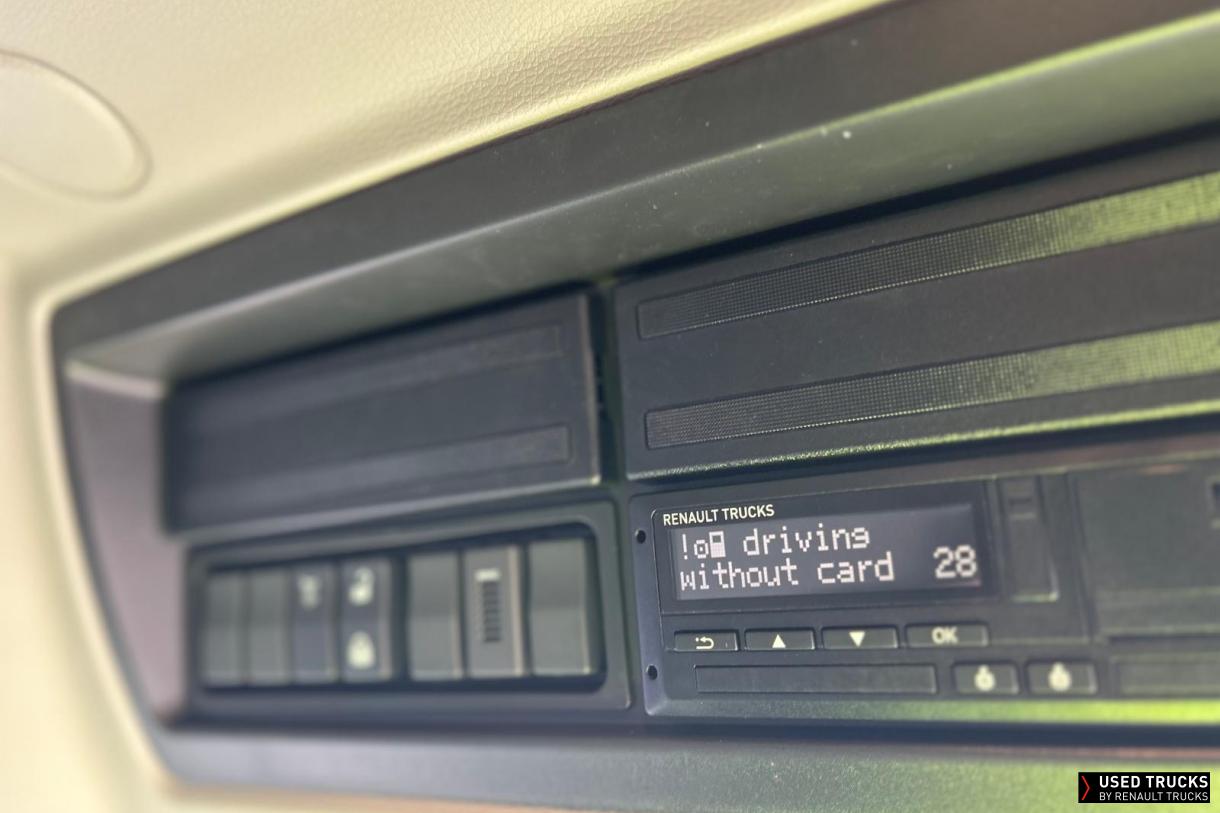 RENAULT TRUCKS
! driving
without card 28
OK
USED TRUCKS
BY RENAULT TRUCKS